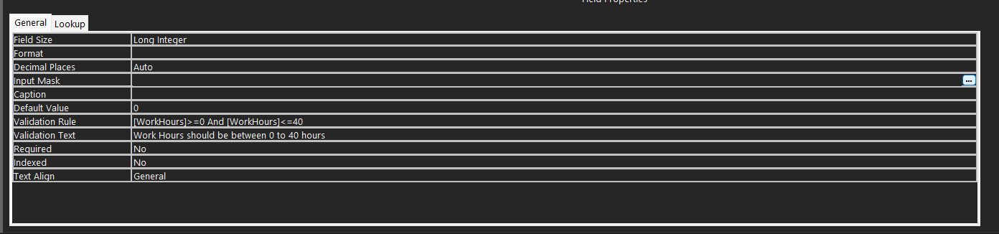 Field Properties
General Lookup
Field Size Long Integer
Format
Decimal Places Auto
Input Mask ...
Caption
Default Value 0
Validation Rule [WorkHours]>=0 And [WorkHours]<=40
Validation Text Work Hours should be between 0 to 40 hours
Required No
Indexed No
Text Align General